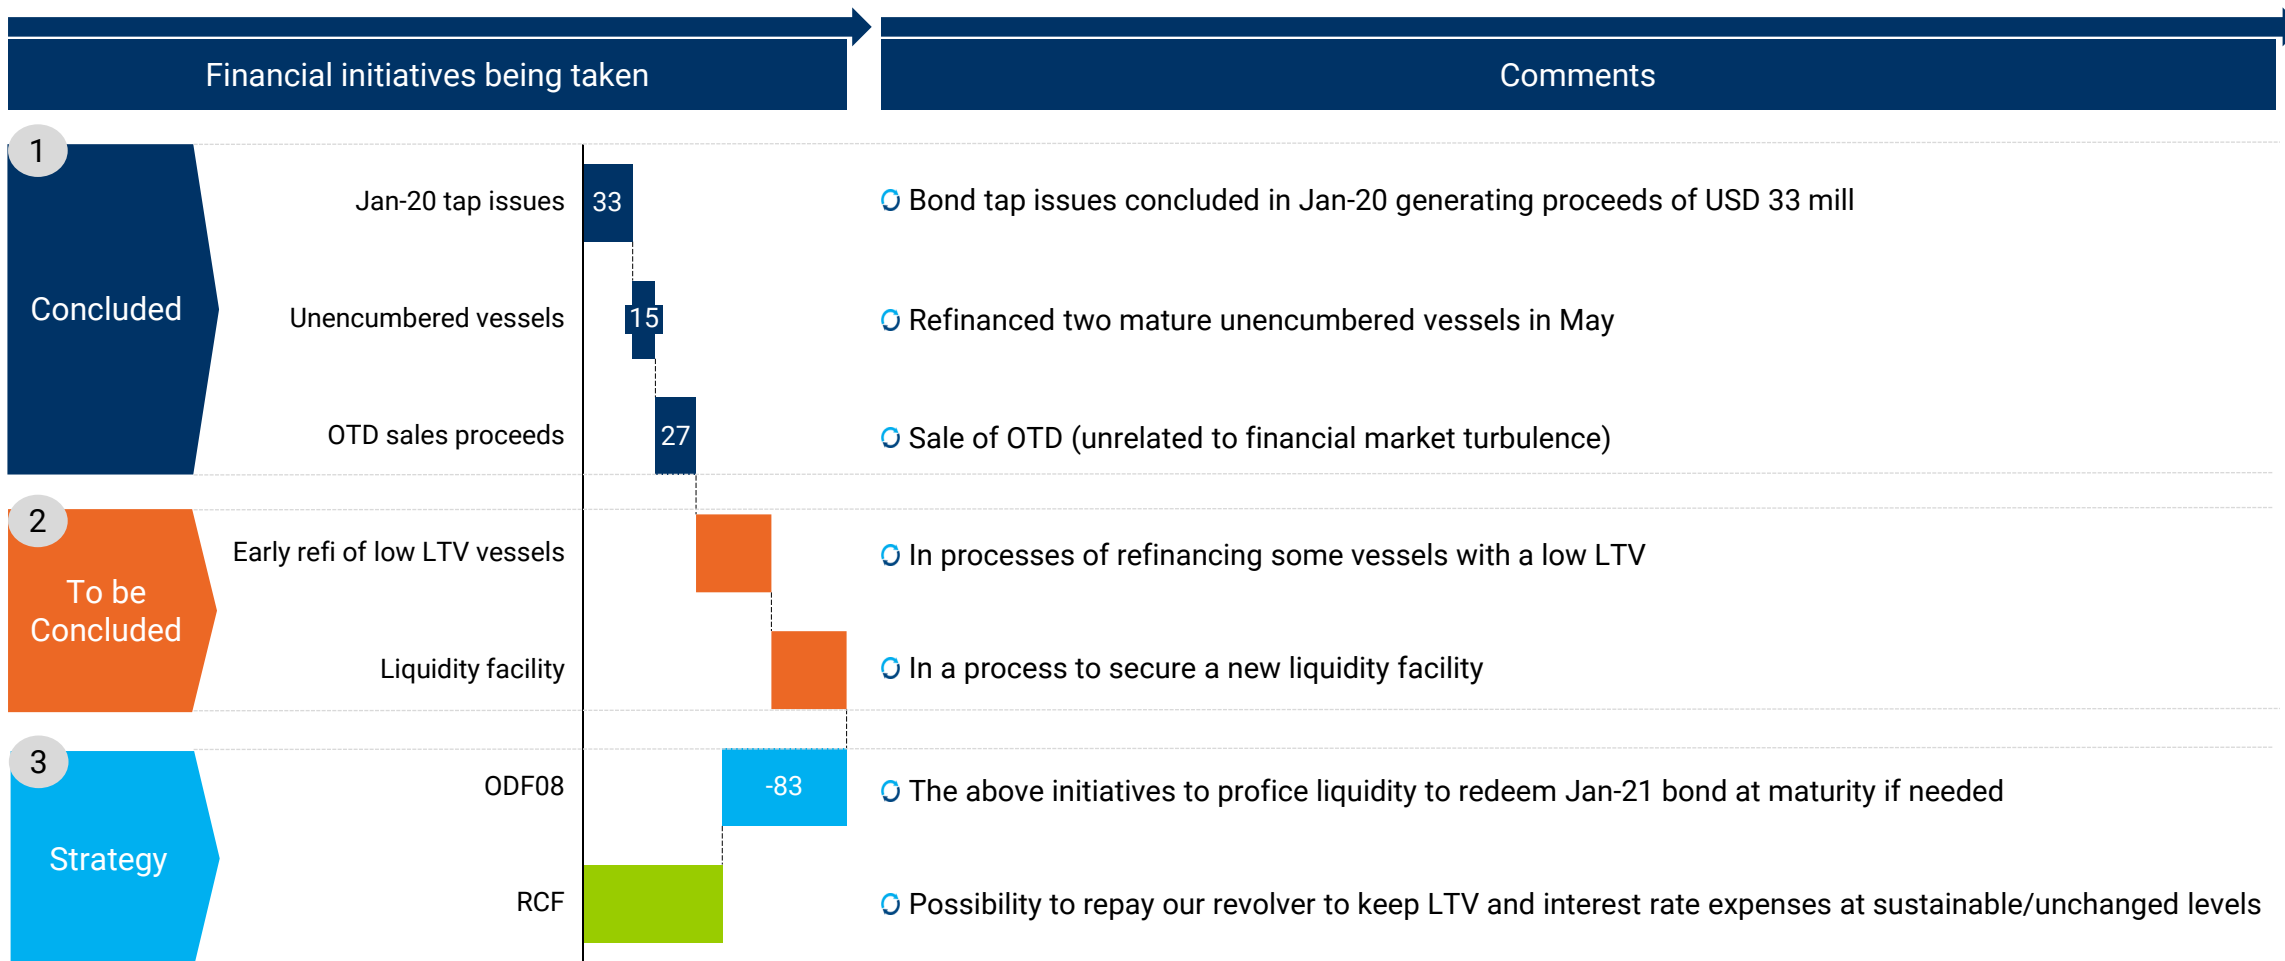 Financial initiatives being taken
Comments
1
Concluded
Jan-20 tap issues
33
Bond tap issues concluded in Jan-20 generating proceeds of USD 33 mill
Unencumbered vessels
15
Refinanced two mature unencumbered vessels in May
OTD sales proceeds
27
Sale of OTD (unrelated to financial market turbulence)
2
To be
Concluded
Early refi of low LTV vessels
In processes of refinancing some vessels with a low LTV
Liquidity facility
In a process to secure a new liquidity facility
3
Strategy
ODF08
-83
The above initiatives to profice liquidity to redeem Jan-21 bond at maturity if needed
RCF
Possibility to repay our revolver to keep LTV and interest rate expenses at sustainable/unchanged levels